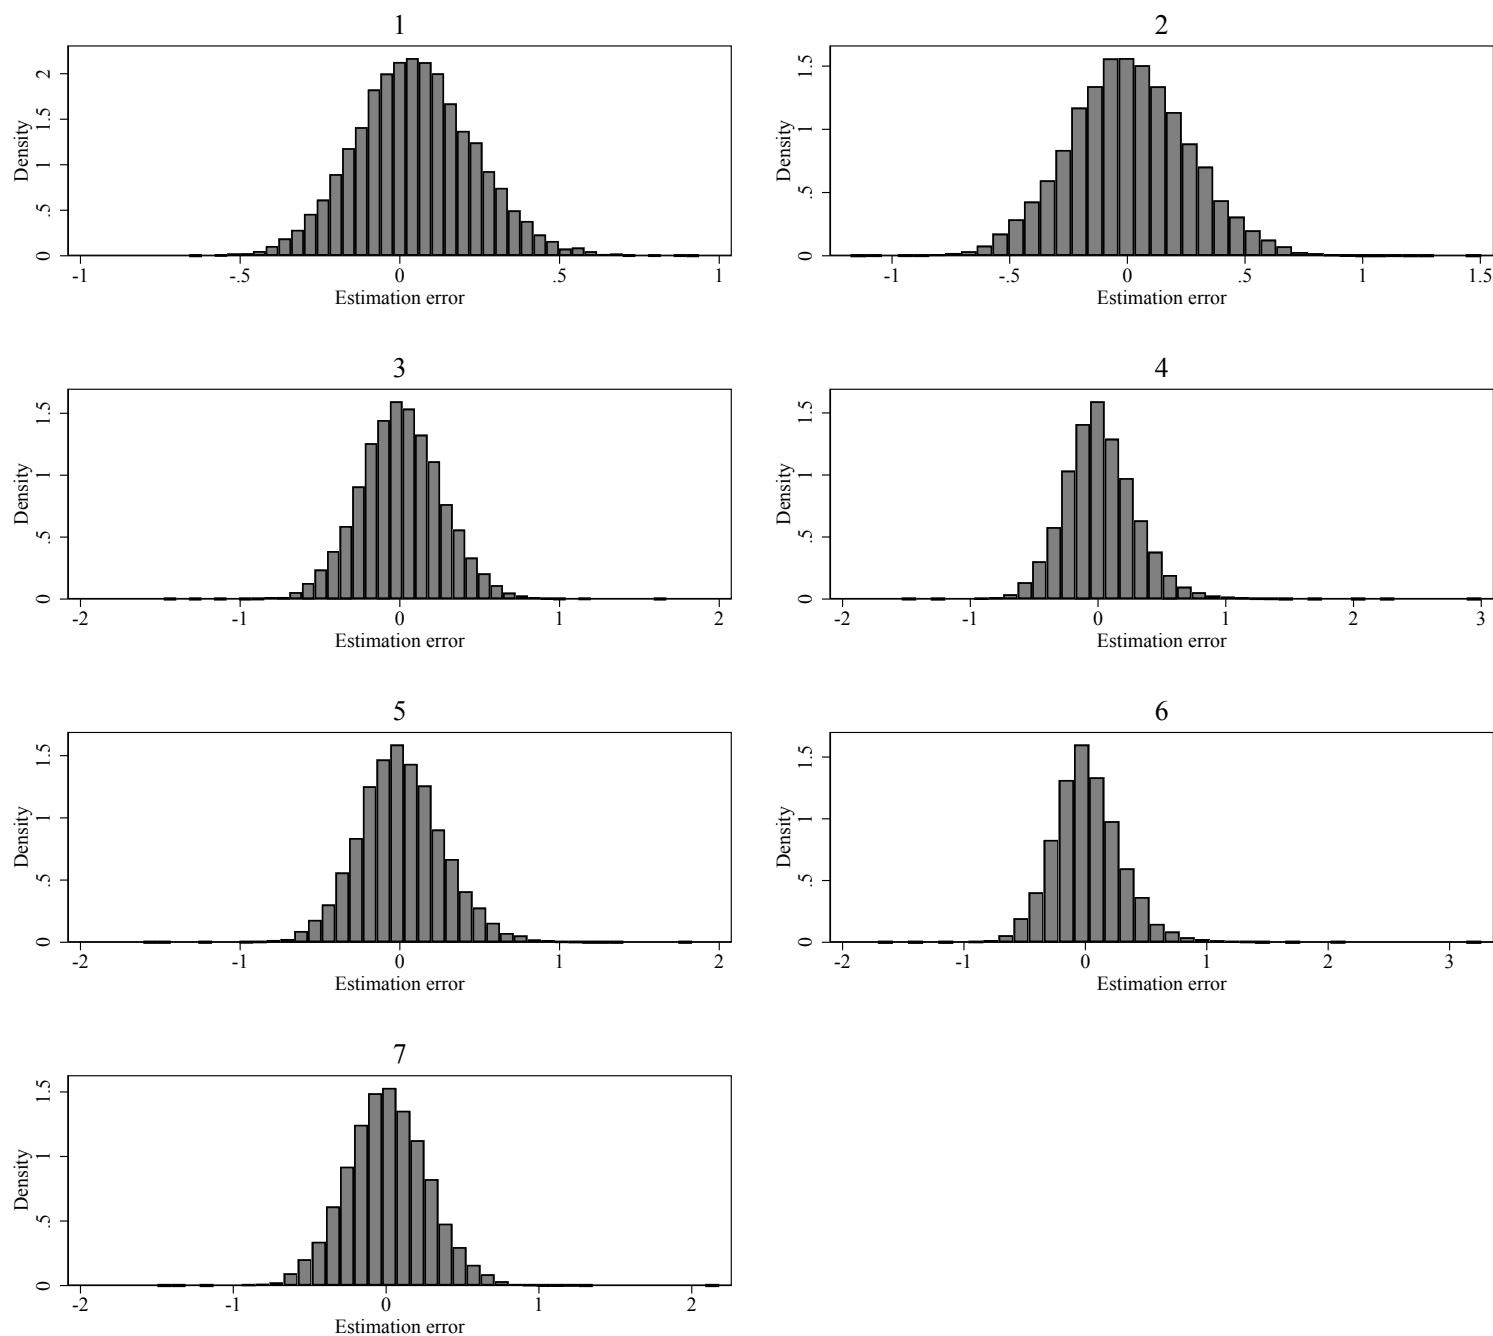 1
Density
0 .5 1 1.5 2
-1 -.5 0 .5 1
Estimation error
2
Density
0 .5 1 1.5
-1 -.5 0 .5 1 1.5
Estimation error
3
Density
0 .5 1 1.5
-2 -1 0 1 2
Estimation error
4
Density
0 .5 1 1.5
-2 -1 0 1 2 3
Estimation error
5
Density
0 .5 1 1.5
-2 -1 0 1 2
Estimation error
6
Density
0 .5 1 1.5
-2 -1 0 1 2 3
Estimation error
7
Density
0 .5 1 1.5
-2 -1 0 1 2
Estimation error